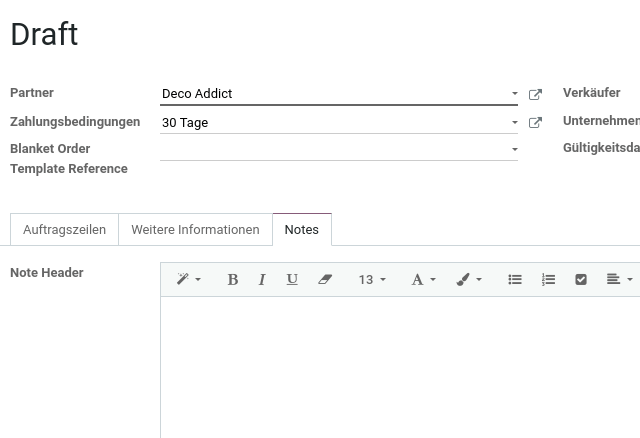 Draft
Partner Deco Addict Verkäufer
Zahlungsbedingungen 30 Tage Unternehmen
Blanket Order Gültigkeitsda
Template Reference
Auftragszeilen Weitere Informationen Notes
Note Header 13